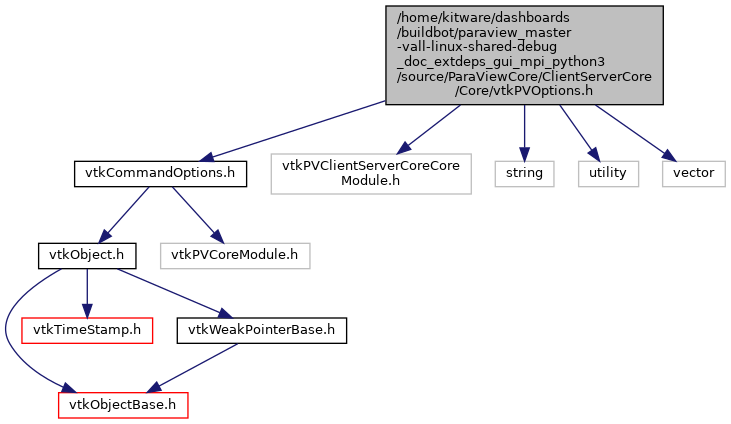 /home/kitware/dashboards
/buildbot/paraview_master
-vall-linux-shared-debug
_doc_extdeps_gui_mpi_python3
/source/ParaViewCore/ClientServerCore
/Core/vtkPVOptions.h
vtkCommandOptions.h
vtkPVClientServerCoreCore
Module.h
string
utility
vector
vtkObject.h
vtkPVCoreModule.h
vtkTimeStamp.h
vtkWeakPointerBase.h
vtkObjectBase.h